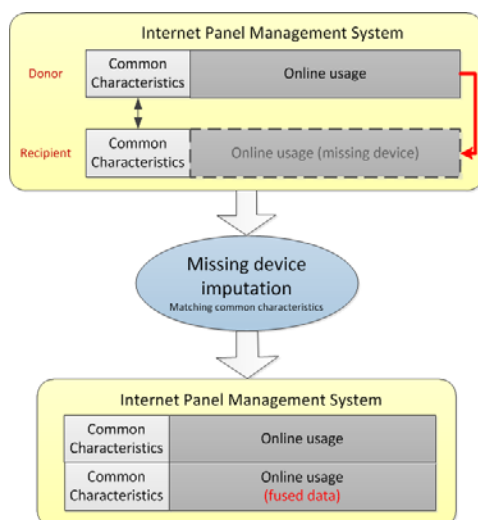 Internet Panel Management System
Donor
Common
Characteristics
Online usage
Recipient
Common
Characteristics
Online usage (missing device)
Missing device
imputation
Matching common characteristics
Internet Panel Management System
Common
Characteristics
Online usage
Common
Characteristics
Online usage
(fused data)